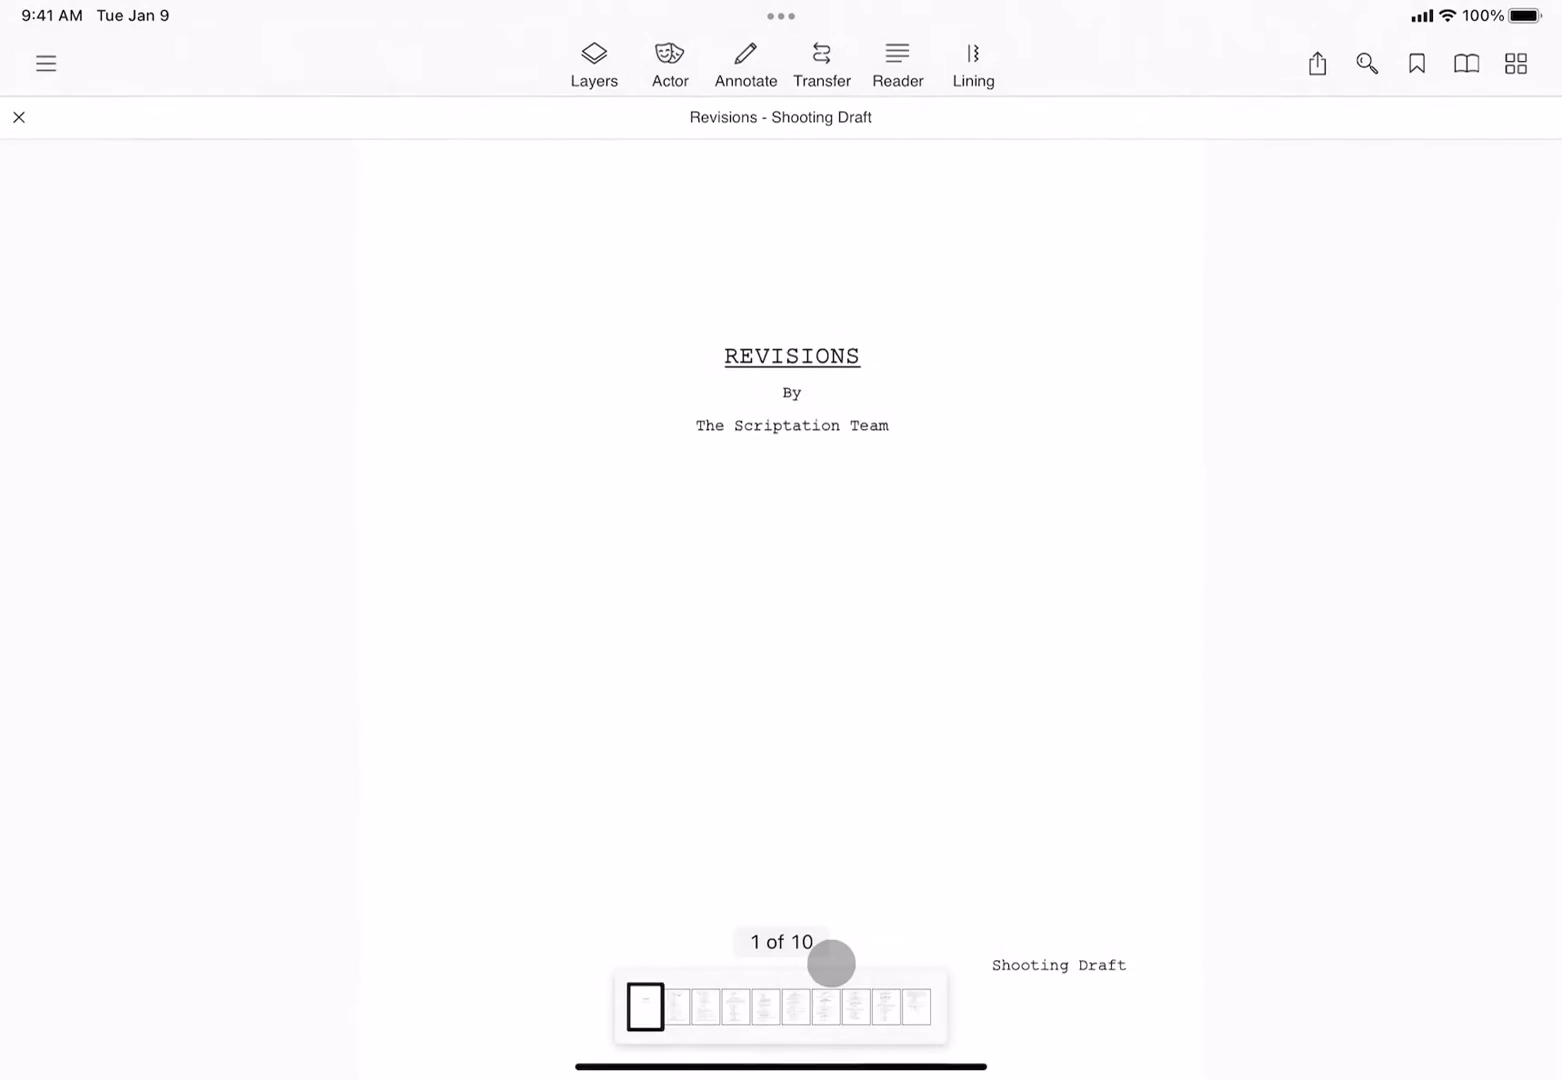 9:41 AM Tue Jan 9
100%
Layers Actor Annotate Transfer Reader Lining
Revisions - Shooting Draft
REVISIONS
By
The Scriptation Team
1 of 10
Shooting Draft